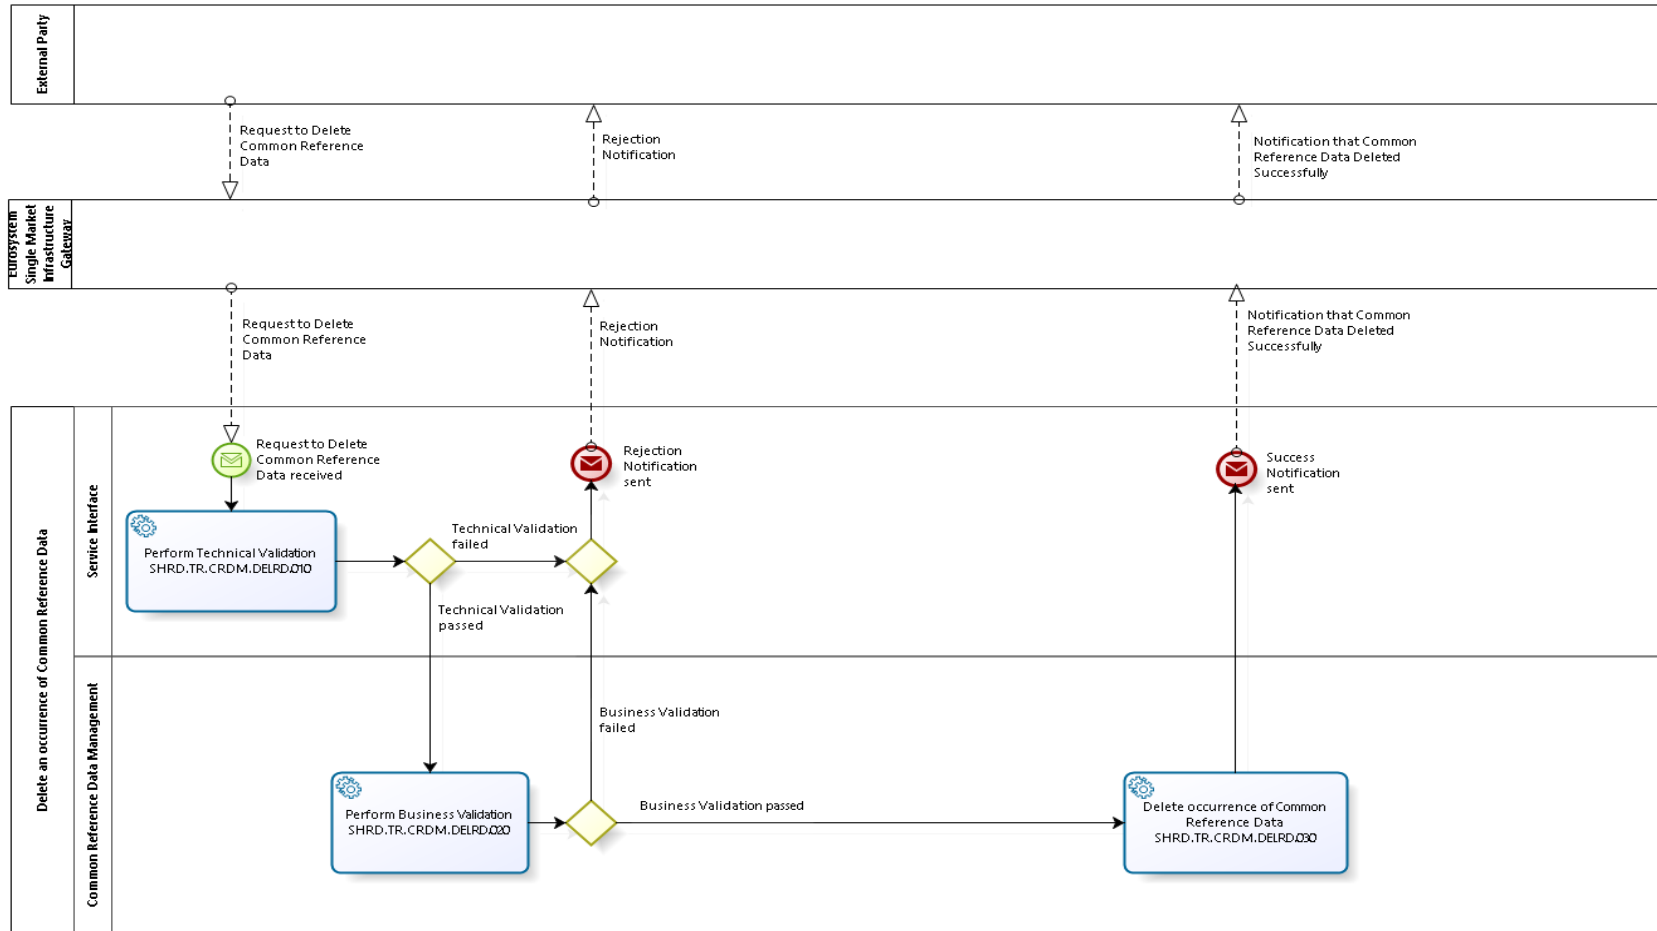 External Party
Request to Delete
Common Reference
Data
Rejection
Notification
Notification that Common
Reference Data Deleted
Successfully
Eurosystem
Single Market
Infrastructure
Gateway
Request to Delete
Common Reference
Data
Rejection
Notification
Notification that Common
Reference Data Deleted
Successfully
Delete an occurrence of Common Reference Data
Service Interface
Request to Delete
Common Reference
Data received
Rejection
Notification
sent
Success
Notification
sent
Perform Technical Validation
SHRD.TR.CRDM.DELRD.010
Technical Validation
failed
Technical Validation
passed
Common Reference Data Management
Business Validation
failed
Perform Business Validation
SHRD.TR.CRDM.DELRD.020
Business Validation passed
Delete occurrence of Common
Reference Data
SHRD.TR.CRDM.DELRD.030